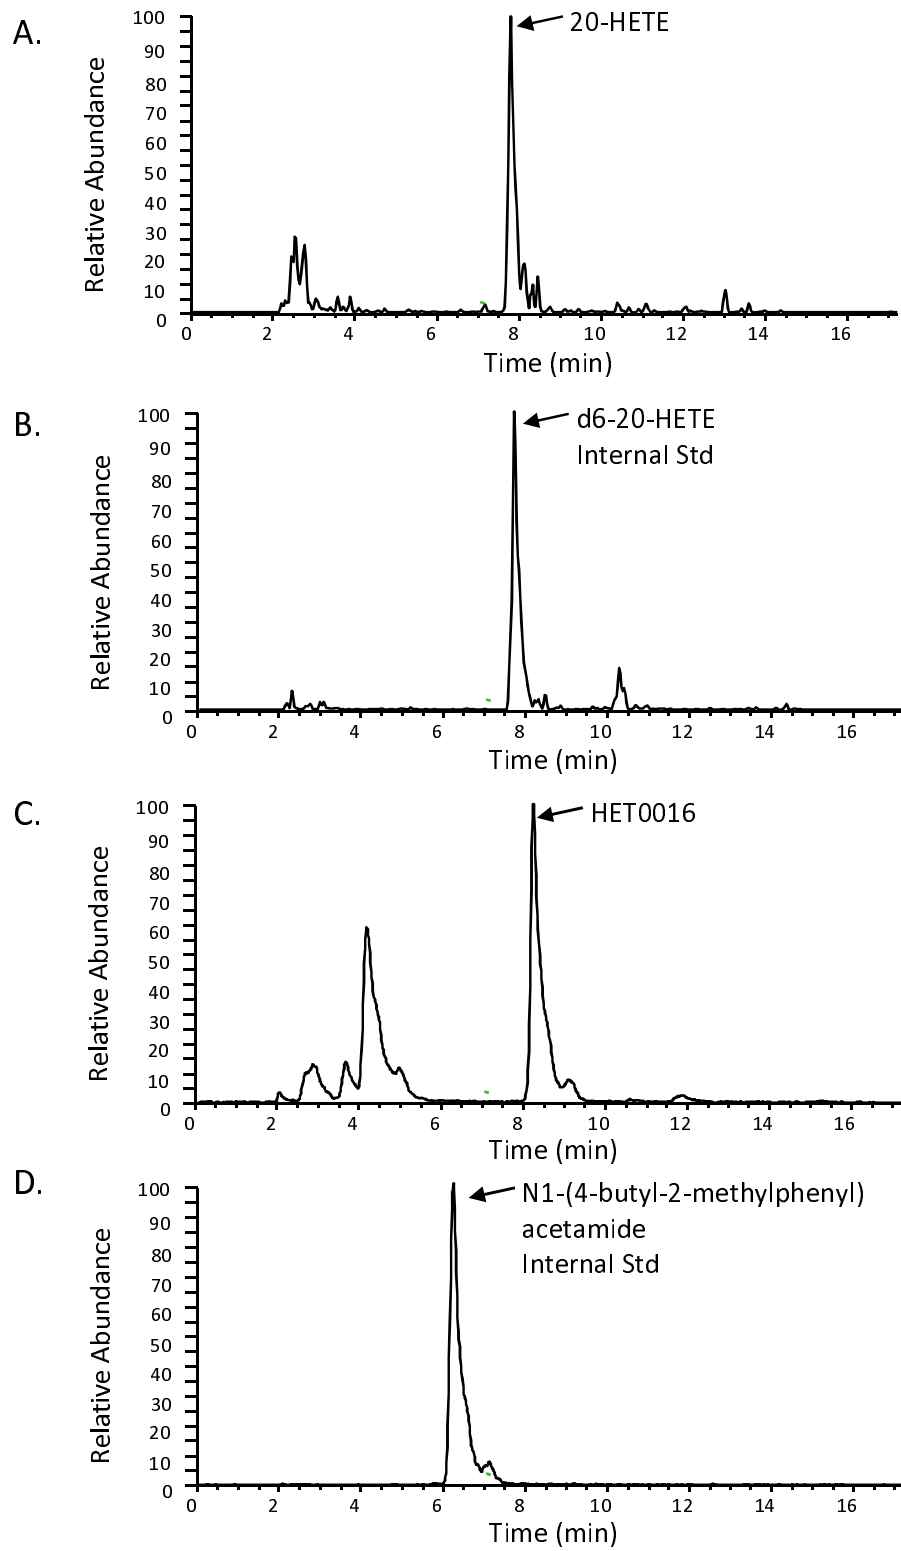 A.
20-HETE
Relative Abundance
100
90
80
70
60
50
40
30
20
10
0
0 2 4 6 8 10 12 14 16
Time (min)
B.
d6-20-HETE
Internal Std
Relative Abundance
100
90
80
70
60
50
40
30
20
10
0
0 2 4 6 8 10 12 14 16
Time (min)
C.
HET0016
Relative Abundance
100
90
80
70
60
50
40
30
20
10
0
0 2 4 6 8 10 12 14 16
Time (min)
D.
N1-(4-butyl-2-methylphenyl)
acetamide
Internal Std
Relative Abundance
100
90
80
70
60
50
40
30
20
10
0
0 2 4 6 8 10 12 14 16
Time (min)